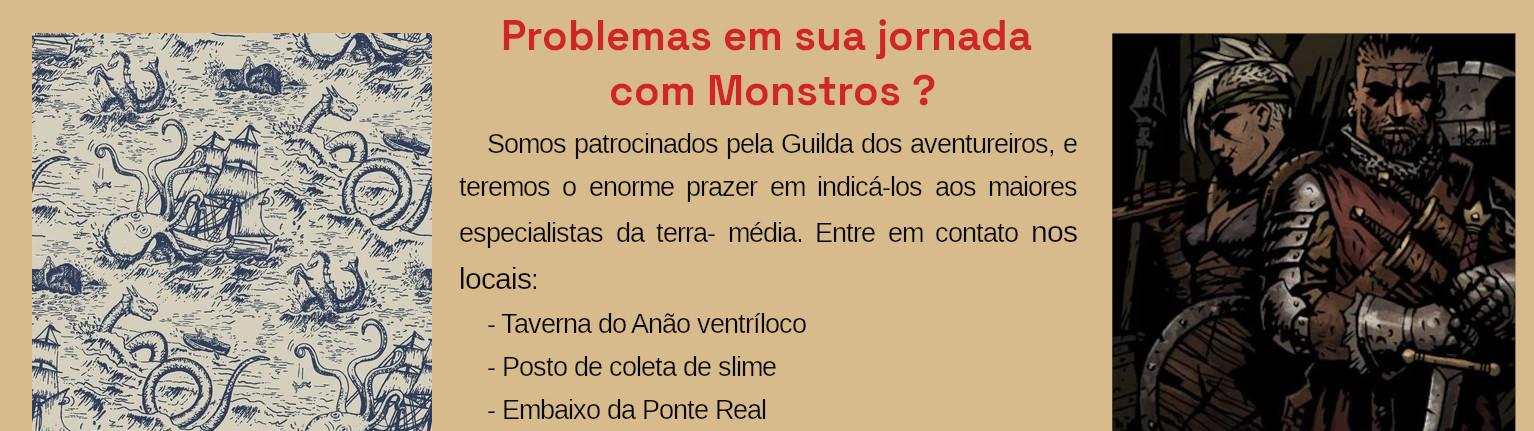 Problemas em sua jornada
com Monstros ?
Somos patrocinados pela Guilda dos aventureiros, e
teremos o enorme prazer em indicá-los aos maiores
especialistas da terra- média. Entre em contato nos
locais:
- Taverna do Anão ventríloco
- Posto de coleta de slime
- Embaixo da Ponte Real